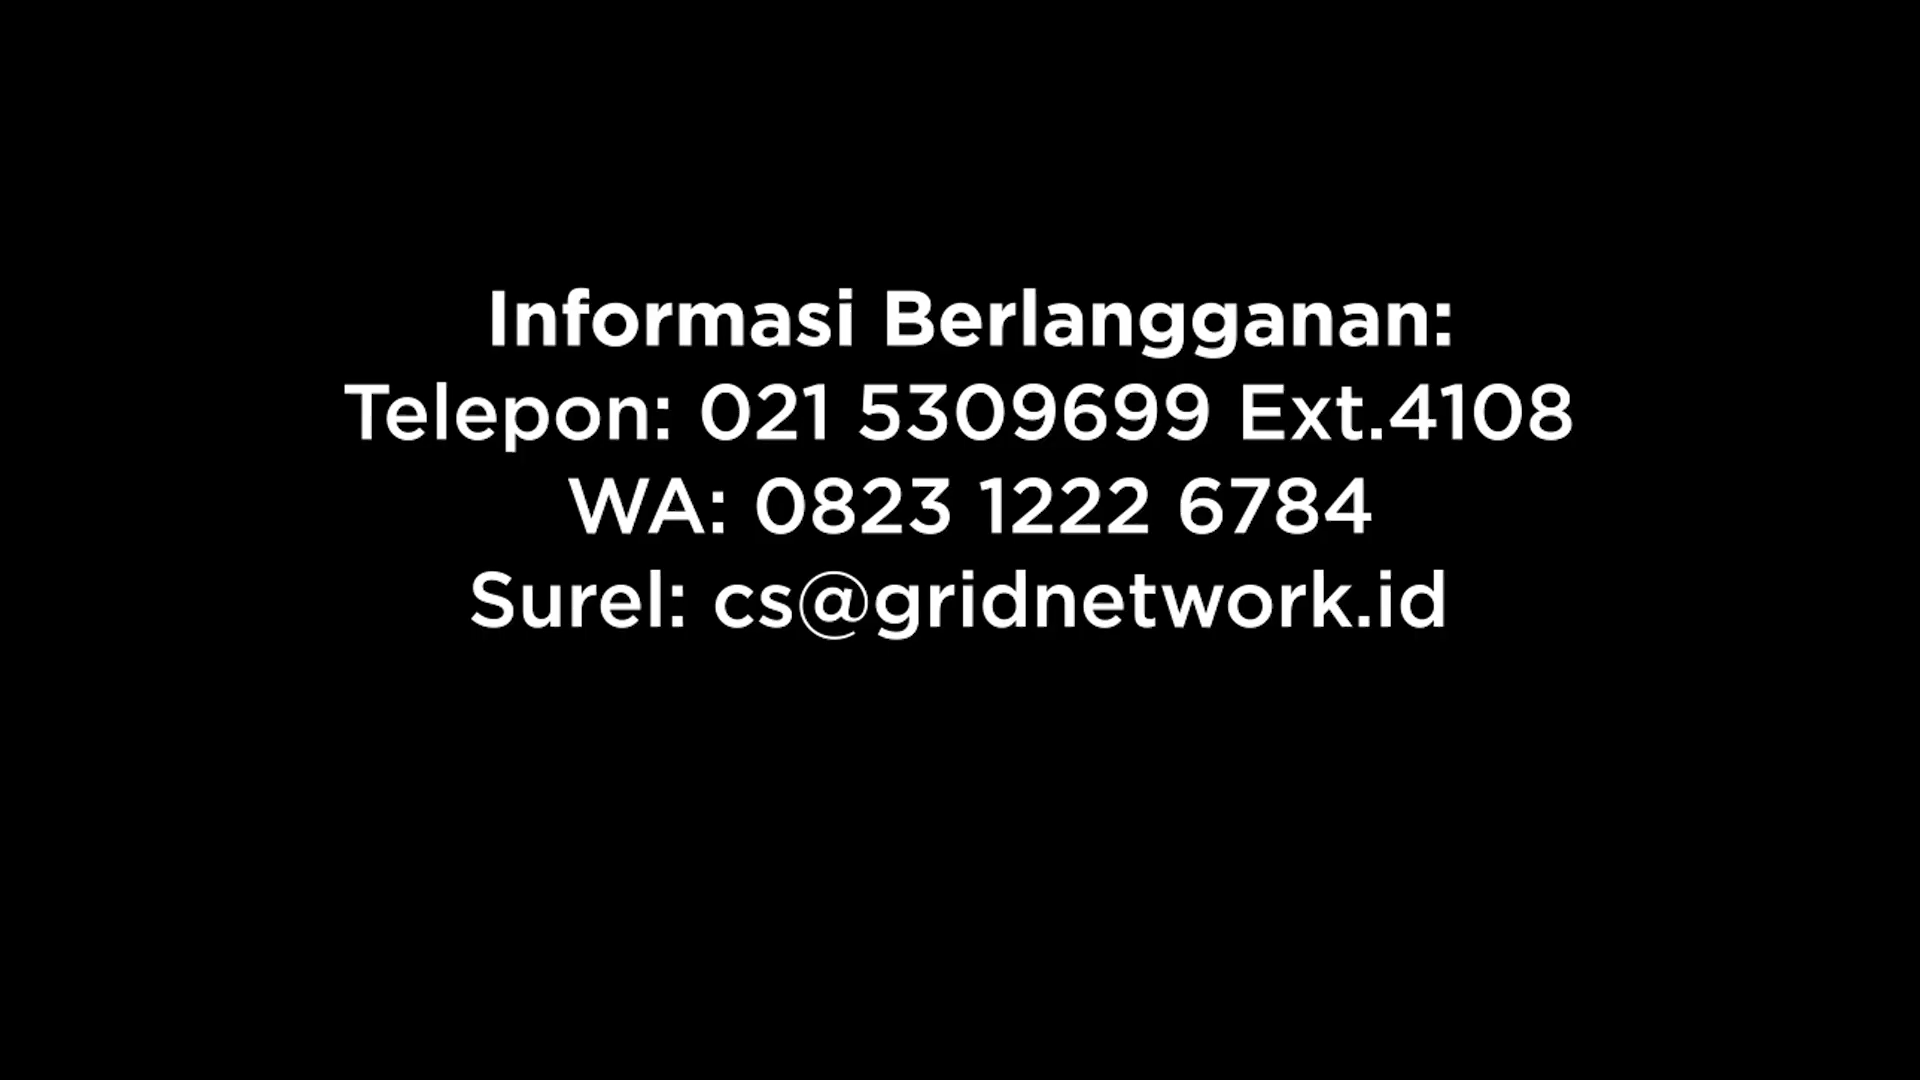 Informasi Berlangganan:
Telepon: 021 5309699 Ext.4108
WA: 0823 1222 6784
Surel: cs@gridnetwork.id